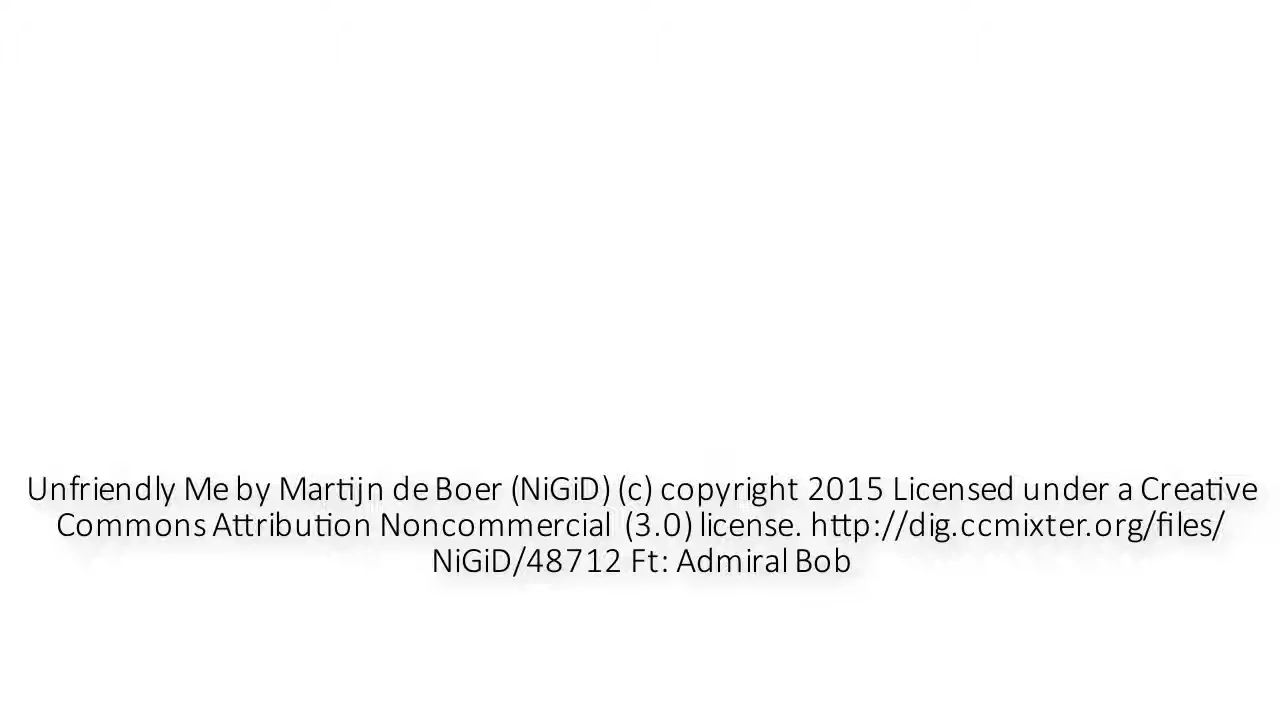 Unfriendly Me by Martijn de Boer (NiGiD) (c) copyright 2015 Licensed under a Creative
Commons Attribution Noncommercial (3.0) license. http://dig.ccmixter.org/files/
NiGiD/48712 Ft: Admiral Bob